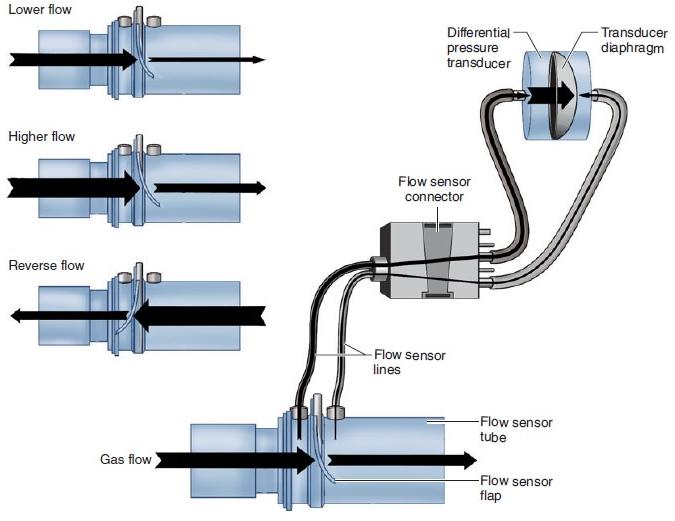 Lower flow
Higher flow
Reverse flow
Differential
pressure
transducer
Transducer
diaphragm
Flow sensor
connector
Flow sensor
lines
Gas flow
Flow sensor
tube
Flow sensor
flap